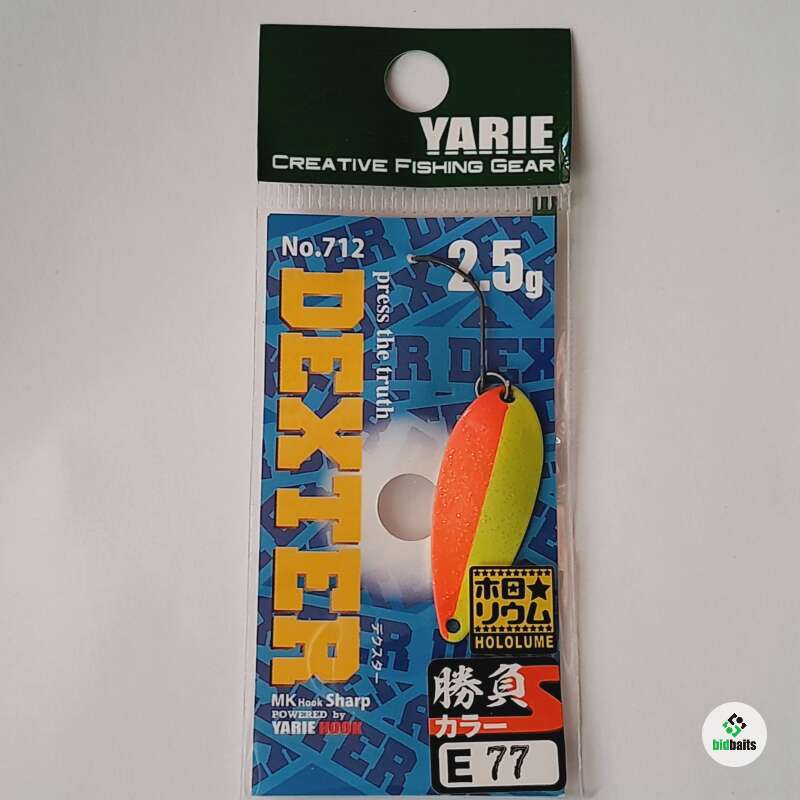 YARIE
CREATIVE FISHING GEAR
No.712
2.5g
DEXTER
press the truth
デクスター
ホロ★
リウム
HOLOLUME
MK Hook Sharp
POWERED by
YARIE HOOK
勝負S
カラー
E 77
bidbaits